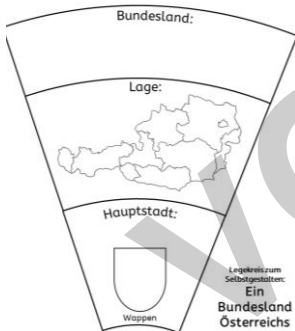 Bundesland:
Lage:
Hauptstadt:
Wappen
Legekreis zum
Selbstgestalten:
Ein
Bundesland
Österreichs